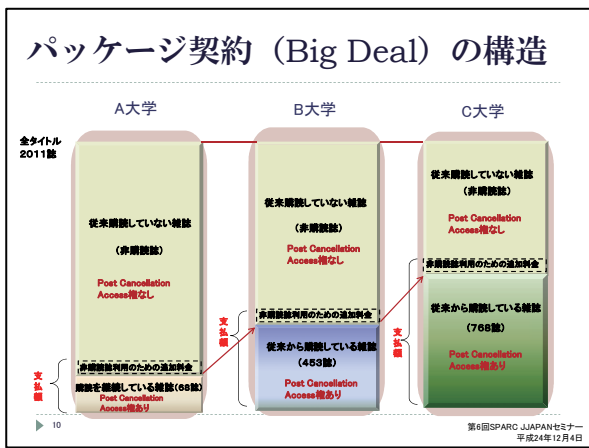 パッケージ契約（Big Deal）の構造
A大学
B大学
C大学
全タイトル
2011誌
従来購読していない雑誌
（非購読誌）
Post Cancellation
Access権なし
非購読誌利用のための追加料金
購読を継続している雑誌(68誌)
Post Cancellation
Access権あり
支払額
従来購読していない雑誌
（非購読誌）
Post Cancellation
Access権なし
非購読誌利用のための追加料金
従来から購読している雑誌
（453誌）
Post Cancellation
Access権あり
支払額
従来購読していない雑誌
（非購読誌）
Post Cancellation
Access権なし
非購読誌利用のための追加料金
従来から購読している雑誌
（768誌）
Post Cancellation
Access権あり
支払額
10
第6回SPARC JJAPANセミナー
平成24年12月4日